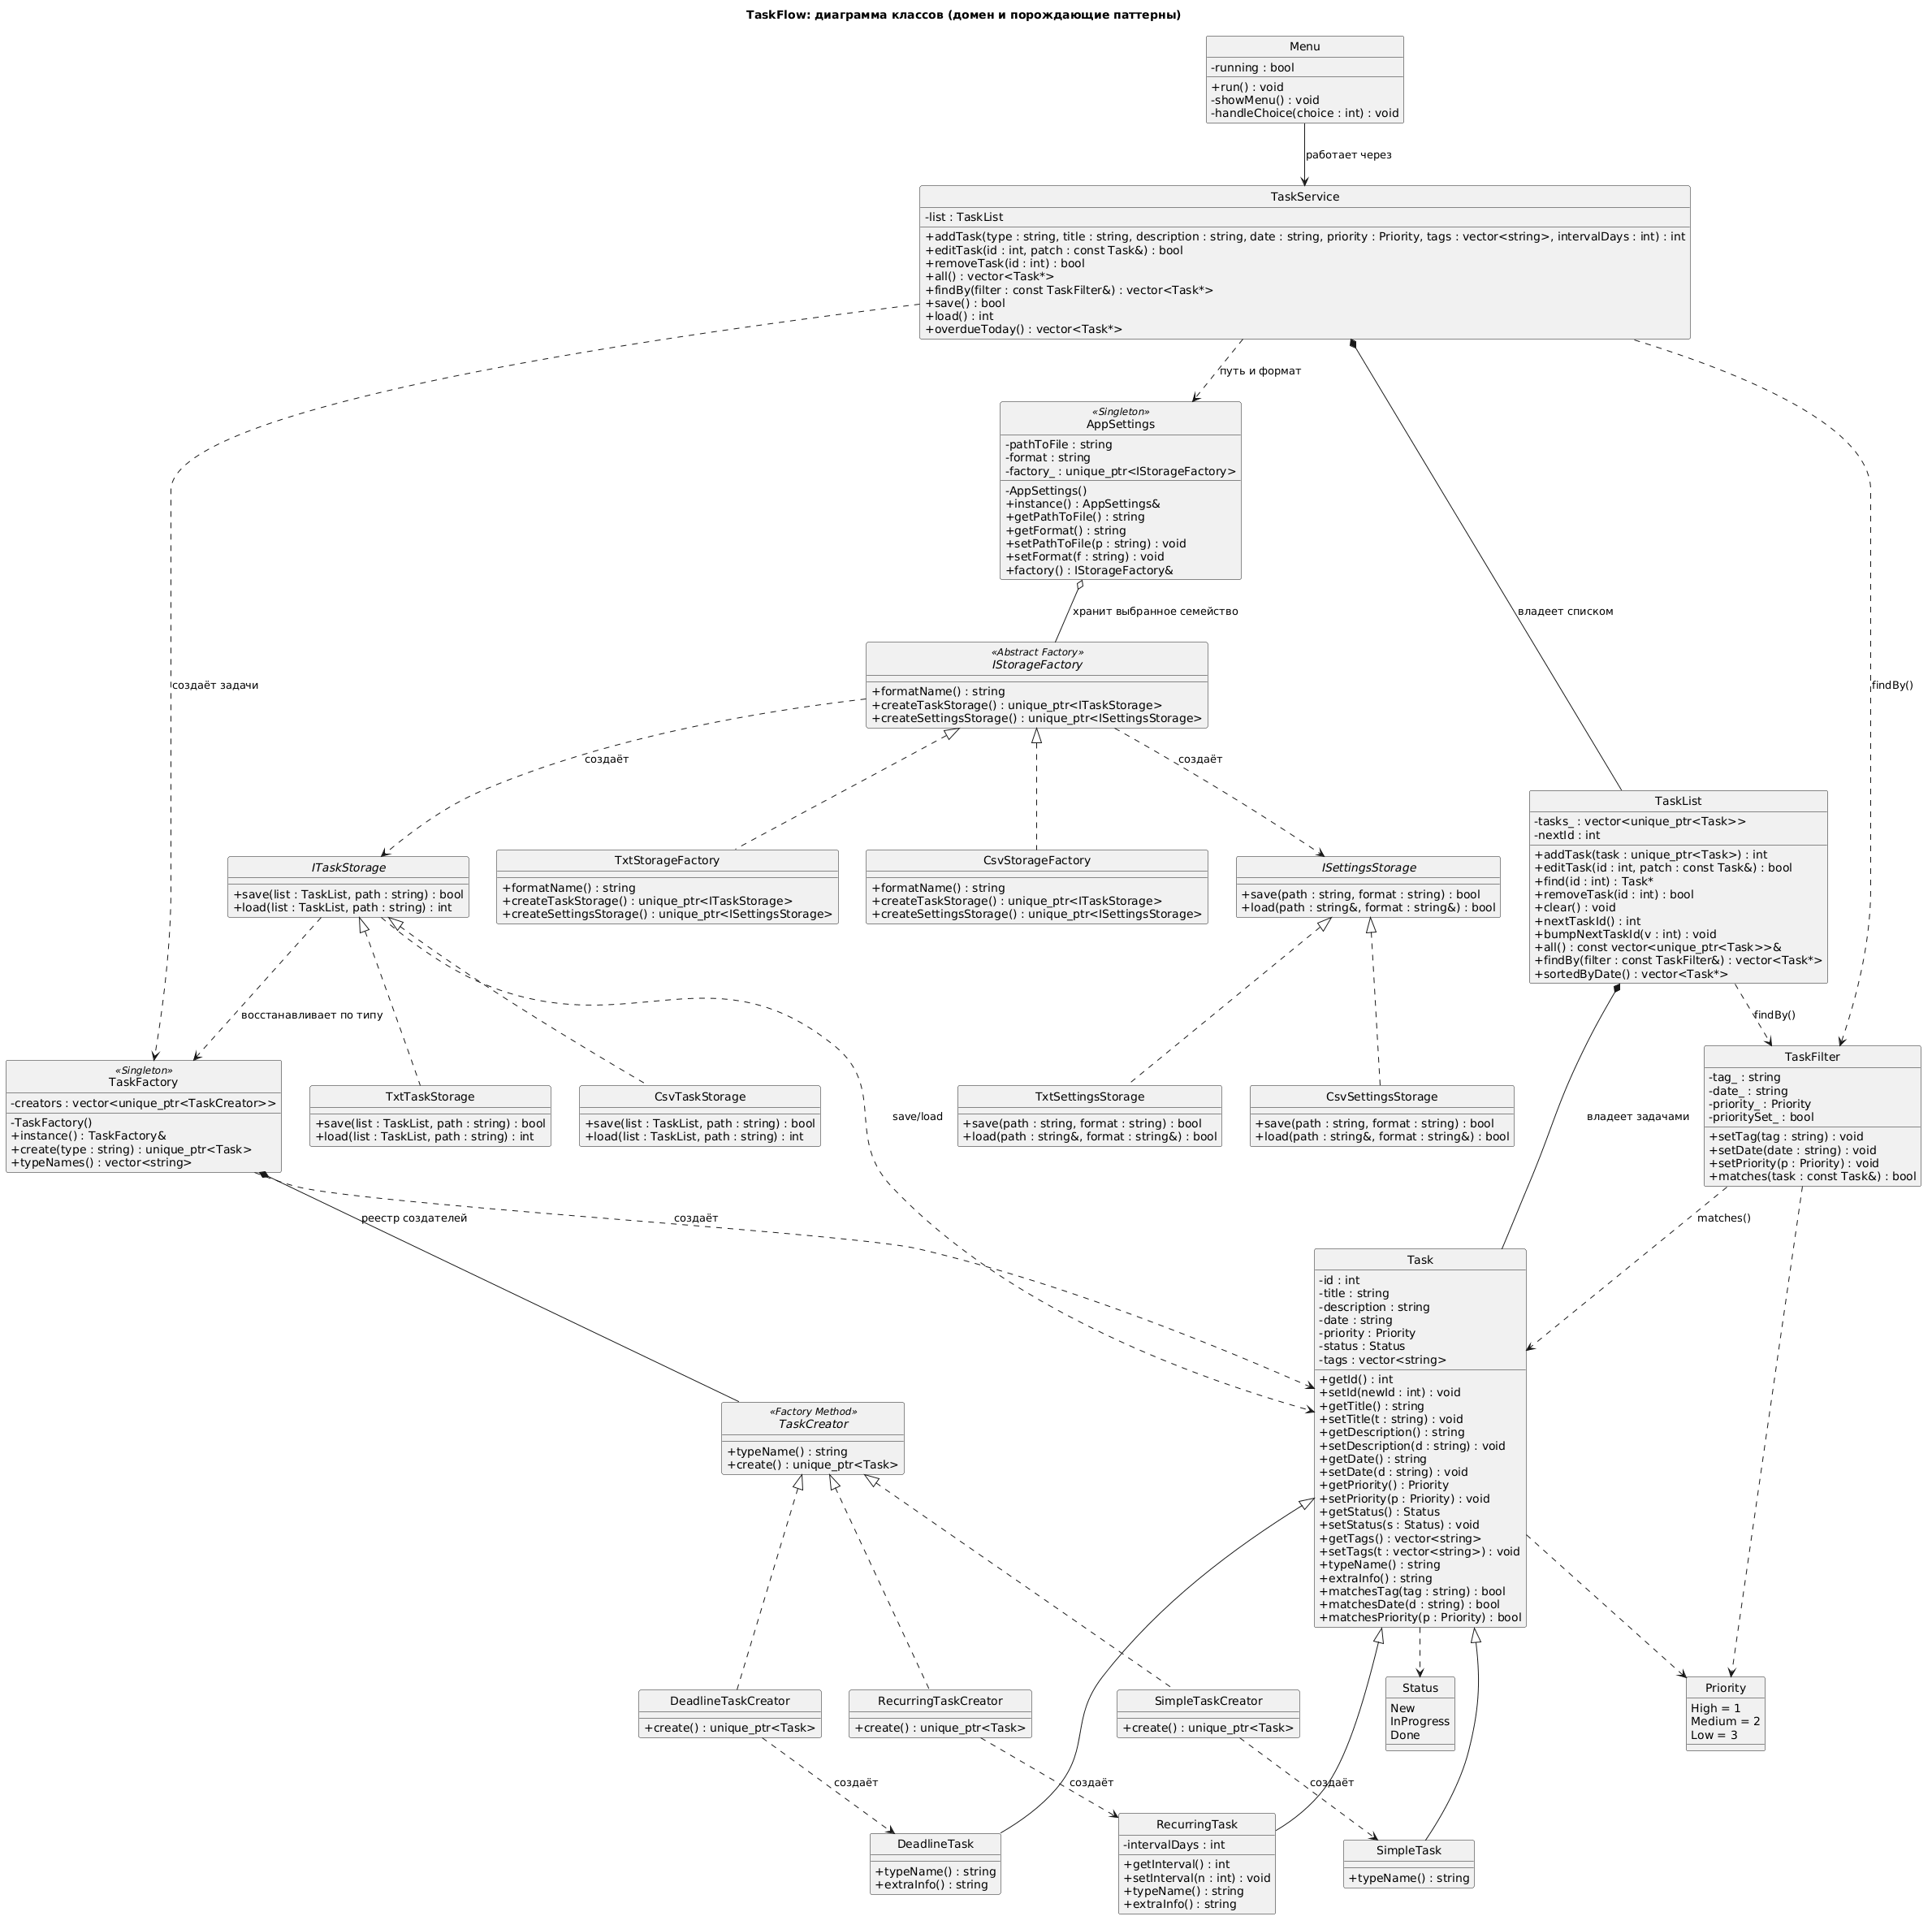 TaskFlow: диаграмма классов (домен и порождающие паттерны)
Menu
-running : bool
+run() : void
-showMenu() : void
-handleChoice(choice : int) : void
работает через
TaskService
-list : TaskList
+addTask(type : string, title : string, description : string, date : string, priority : Priority, tags : vector<string>, intervalDays : int) : int
+editTask(id : int, patch : const Task&) : bool
+removeTask(id : int) : bool
+all() : vector<Task*>
+findBy(filter : const TaskFilter&) : vector<Task*>
+save() : bool
+load() : int
+overdueToday() : vector<Task*>
путь и формат
«Singleton»
AppSettings
-pathToFile : string
-format : string
-factory_ : unique_ptr<IStorageFactory>
-AppSettings()
+instance() : AppSettings&
+getPathToFile() : string
+getFormat() : string
+setPathToFile(p : string) : void
+setFormat(f : string) : void
+factory() : IStorageFactory&
хранит выбранное семейство
владеет списком
«Abstract Factory»
IStorageFactory
+formatName() : string
+createTaskStorage() : unique_ptr<ITaskStorage>
+createSettingsStorage() : unique_ptr<ISettingsStorage>
создаёт задачи
findBy()
создаёт
создаёт
TaskList
-tasks_ : vector<unique_ptr<Task>>
-nextId : int
+addTask(task : unique_ptr<Task>) : int
+editTask(id : int, patch : const Task&) : bool
+find(id : int) : Task*
+removeTask(id : int) : bool
+clear() : void
+nextTaskId() : int
+bumpNextTaskId(v : int) : void
+all() : const vector<unique_ptr<Task>>&
+findBy(filter : const TaskFilter&) : vector<Task*>
+sortedByDate() : vector<Task*>
ITaskStorage
+save(list : TaskList, path : string) : bool
+load(list : TaskList, path : string) : int
TxtStorageFactory
+formatName() : string
+createTaskStorage() : unique_ptr<ITaskStorage>
+createSettingsStorage() : unique_ptr<ISettingsStorage>
CsvStorageFactory
+formatName() : string
+createTaskStorage() : unique_ptr<ITaskStorage>
+createSettingsStorage() : unique_ptr<ISettingsStorage>
ISettingsStorage
+save(path : string, format : string) : bool
+load(path : string&, format : string&) : bool
восстанавливает по типу
findBy()
«Singleton»
TaskFactory
-creators : vector<unique_ptr<TaskCreator>>
-TaskFactory()
+instance() : TaskFactory&
+create(type : string) : unique_ptr<Task>
+typeNames() : vector<string>
TxtTaskStorage
+save(list : TaskList, path : string) : bool
+load(list : TaskList, path : string) : int
CsvTaskStorage
+save(list : TaskList, path : string) : bool
+load(list : TaskList, path : string) : int
save/load
TxtSettingsStorage
+save(path : string, format : string) : bool
+load(path : string&, format : string&) : bool
CsvSettingsStorage
+save(path : string, format : string) : bool
+load(path : string&, format : string&) : bool
владеет задачами
TaskFilter
-tag_ : string
-date_ : string
-priority_ : Priority
-prioritySet_ : bool
+setTag(tag : string) : void
+setDate(date : string) : void
+setPriority(p : Priority) : void
+matches(task : const Task&) : bool
реестр создателей
создаёт
matches()
Task
-id : int
-title : string
-description : string
-date : string
-priority : Priority
-status : Status
-tags : vector<string>
+getId() : int
+setId(newId : int) : void
+getTitle() : string
+setTitle(t : string) : void
+getDescription() : string
+setDescription(d : string) : void
+getDate() : string
+setDate(d : string) : void
+getPriority() : Priority
+setPriority(p : Priority) : void
+getStatus() : Status
+setStatus(s : Status) : void
+getTags() : vector<string>
+setTags(t : vector<string>) : void
+typeName() : string
+extraInfo() : string
+matchesTag(tag : string) : bool
+matchesDate(d : string) : bool
+matchesPriority(p : Priority) : bool
«Factory Method»
TaskCreator
+typeName() : string
+create() : unique_ptr<Task>
DeadlineTaskCreator
+create() : unique_ptr<Task>
RecurringTaskCreator
+create() : unique_ptr<Task>
SimpleTaskCreator
+create() : unique_ptr<Task>
Status
New
InProgress
Done
Priority
High = 1
Medium = 2
Low = 3
создаёт
создаёт
создаёт
DeadlineTask
+typeName() : string
+extraInfo() : string
RecurringTask
-intervalDays : int
+getInterval() : int
+setInterval(n : int) : void
+typeName() : string
+extraInfo() : string
SimpleTask
+typeName() : string